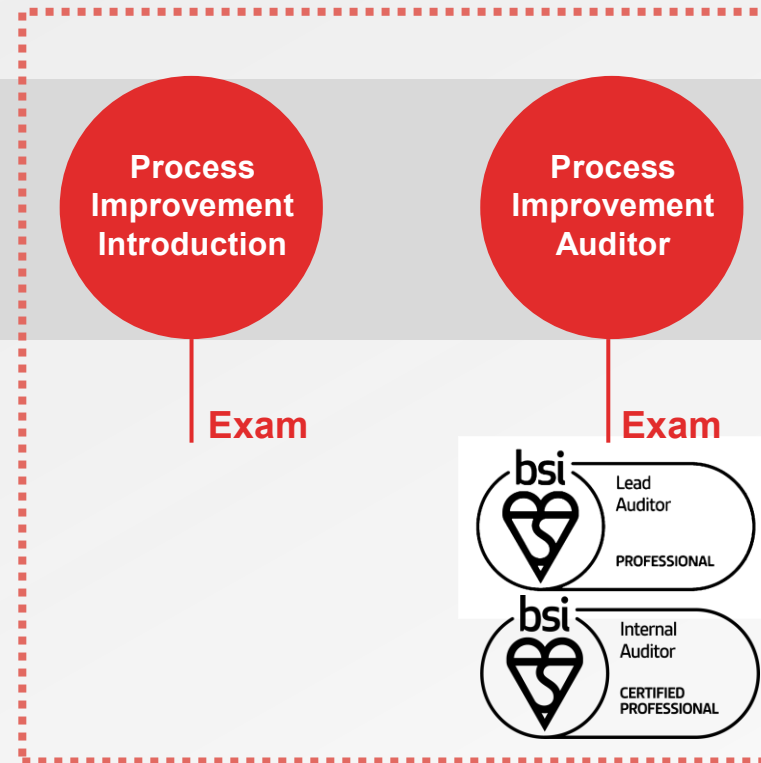 Process
Improvement
Introduction
Process
Improvement
Auditor
Exam
Exam
bsi
Lead
Auditor
PROFESSIONAL
bsi
Internal
Auditor
CERTIFIED
PROFESSIONAL